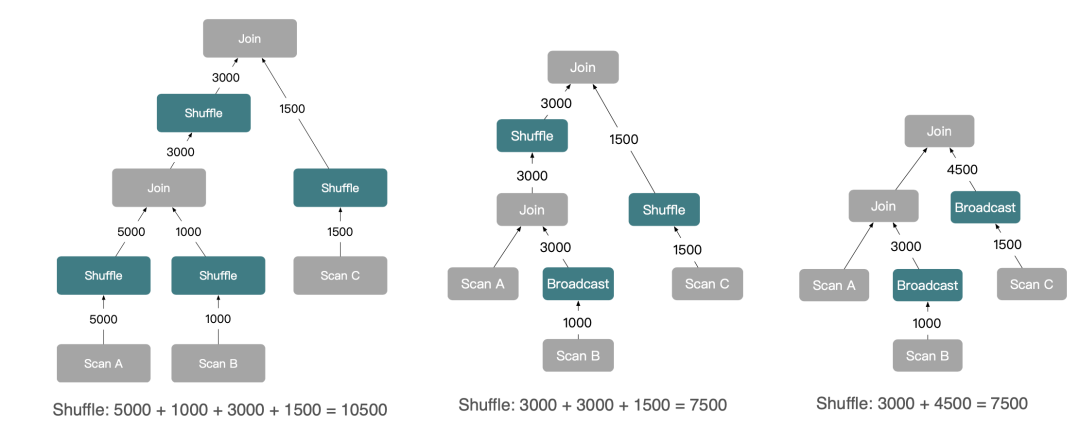 Join
3000
Shuffle
1500
3000
Join
Shuffle
5000
1000
1500
Shuffle
Shuffle
Scan C
5000
1000
Scan A
Scan B
Shuffle: 5000 + 1000 + 3000 + 1500 = 10500
Join
3000
Shuffle
1500
3000
Join
Shuffle
3000
1500
Scan A
Broadcast
Scan C
1000
Scan B
Shuffle: 3000 + 3000 + 1500 = 7500
Join
4500
Join
Broadcast
3000
1500
Scan A
Broadcast
Scan C
1000
Scan B
Shuffle: 3000 + 4500 = 7500